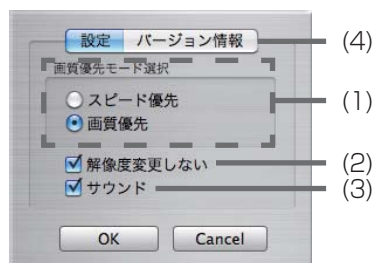 設定 バージョン情報 (4)
画質優先モード選択
スピード優先 (1)
画質優先
解像度変更しない (2)
サウンド (3)
OK Cancel